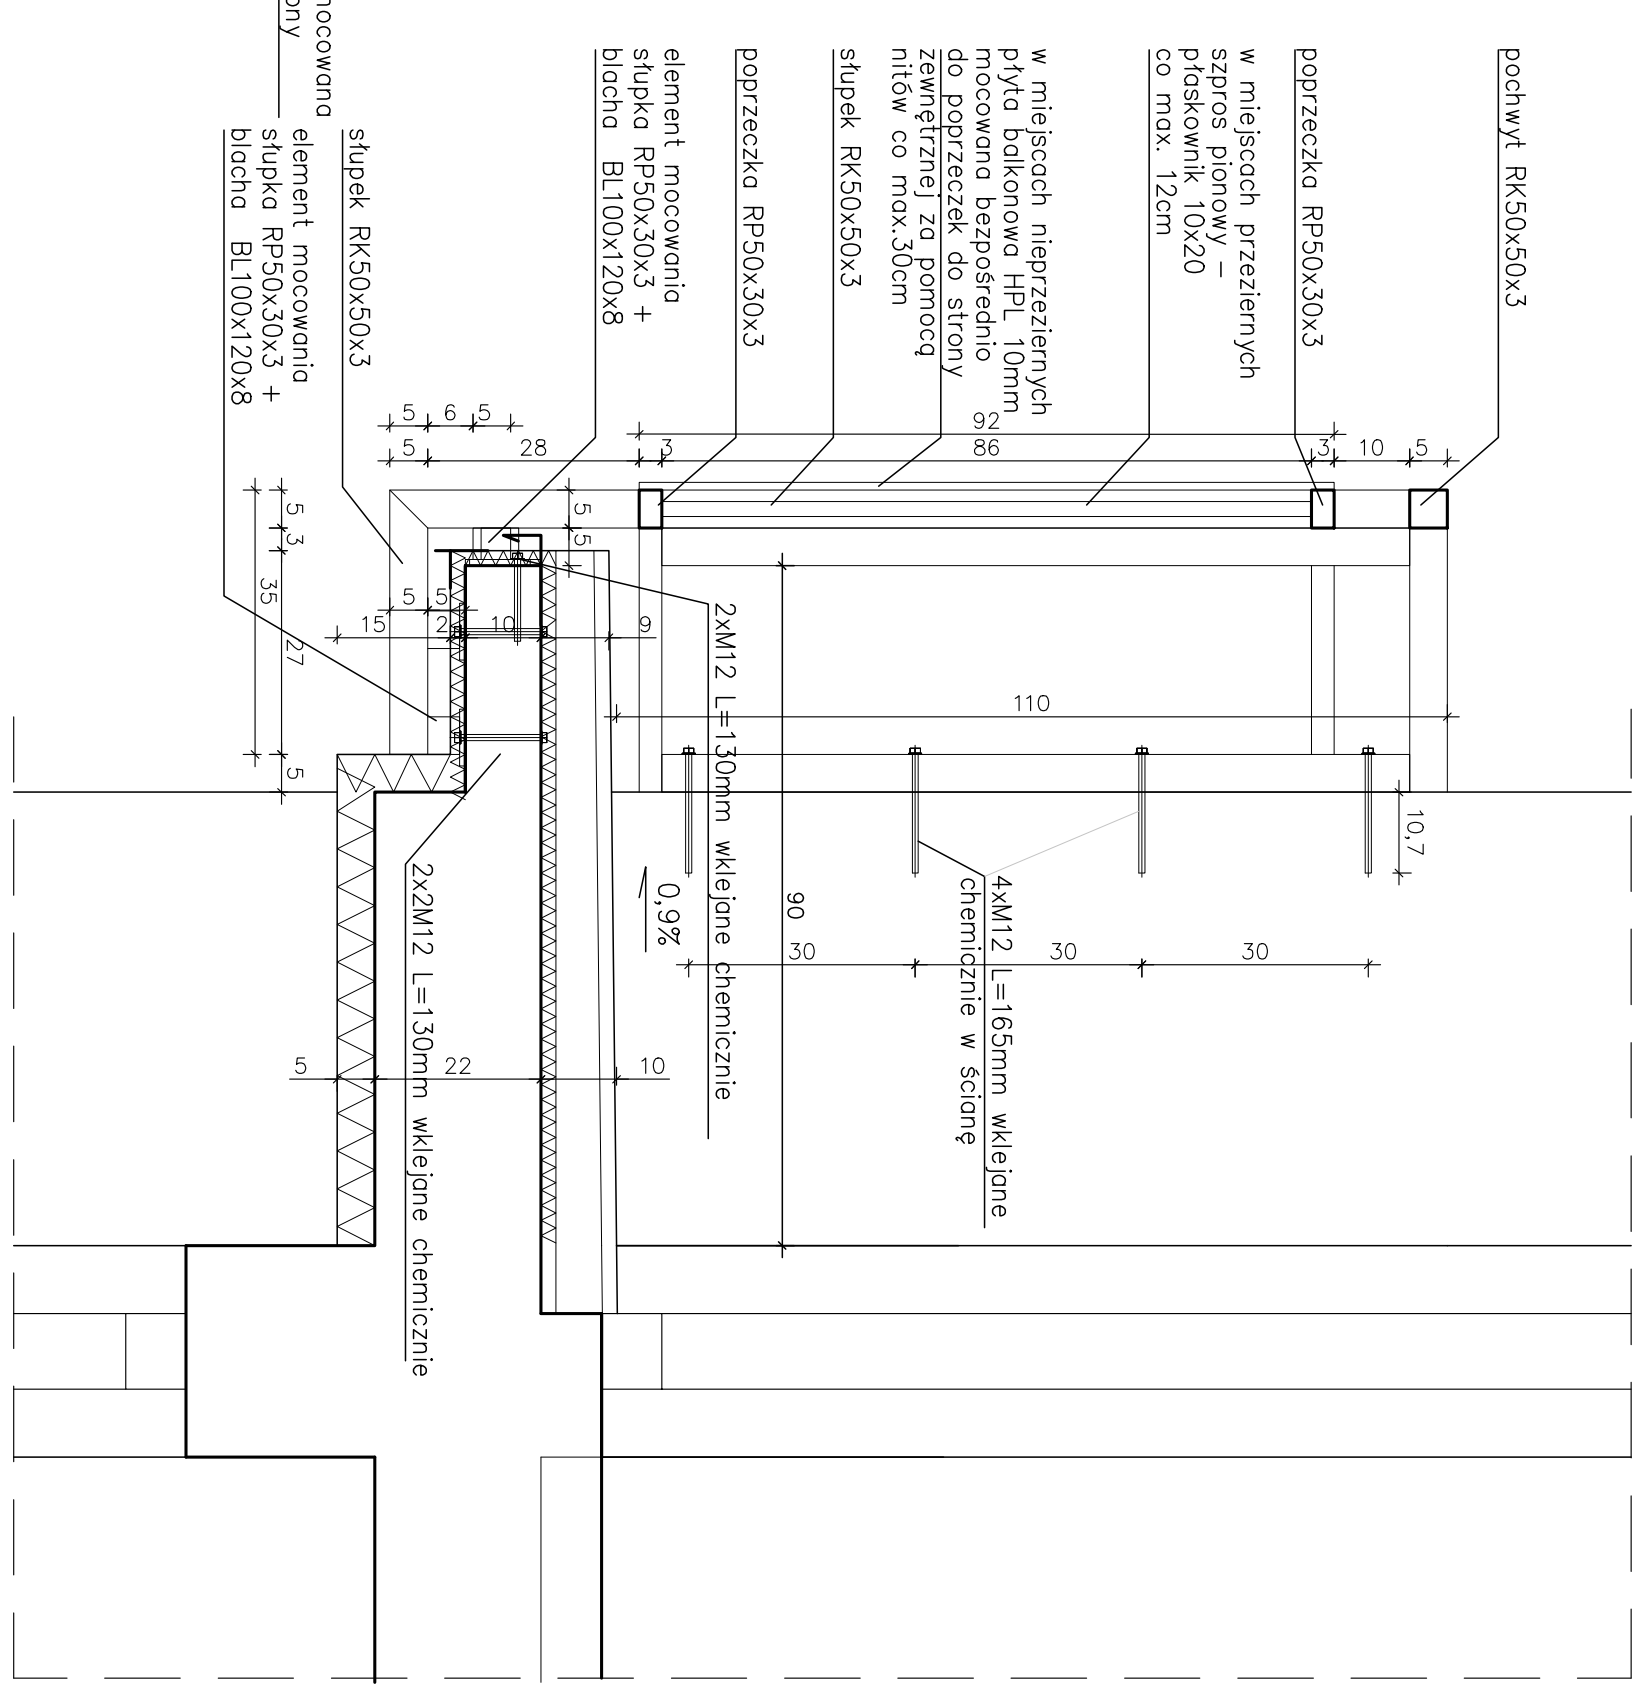 pochwyt RK50x50x3
poprzeczka RP50x30x3
w miejscach przeziernych
szpros pionowy –
płaskownik 10x20
co max. 12cm
w miejscach nieprzeziernych
płyta balkonowa HPL 10mm
mocowana bezpośrednio
do poprzeczek do strony
zewnętrznej za pomocą
nitów co max.30cm
słupek RK50x50x3
poprzeczka RP50x30x3
element mocowania
słupka RP50x30x3 +
blacha BL100x120x8
słupek RK50x50x3
element mocowania
słupka RP50x30x3 +
blacha BL100x120x8
mocowana
ony
5 6 5
92
5 28 3 86 3 10 5
5
5
5 3 27 5
35
5 5
15 2 10 9
110
10,7
90
30 30 30
5 22 10
0,9%
2xM12 L=130mm wklejane chemicznie
4xM12 L=165mm wklejane
chemicznie w ścianę
2x2M12 L=130mm wklejane chemicznie